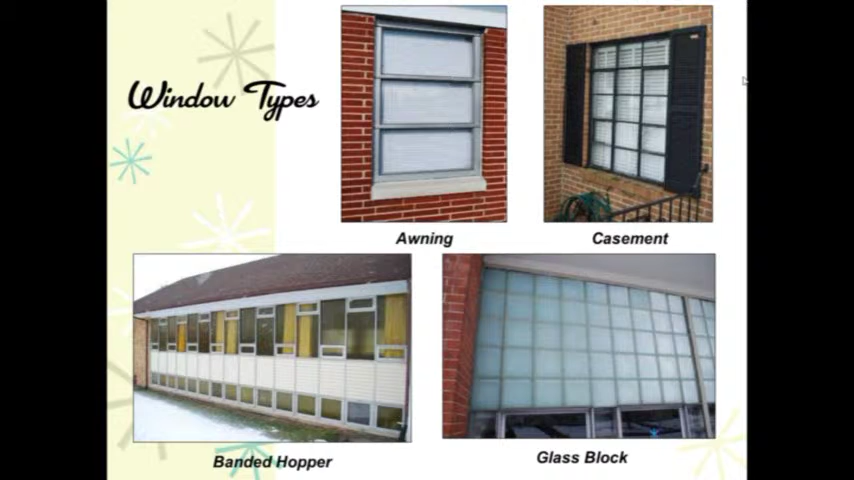 Window Types
Awning
Casement
Banded Hopper
Glass Block